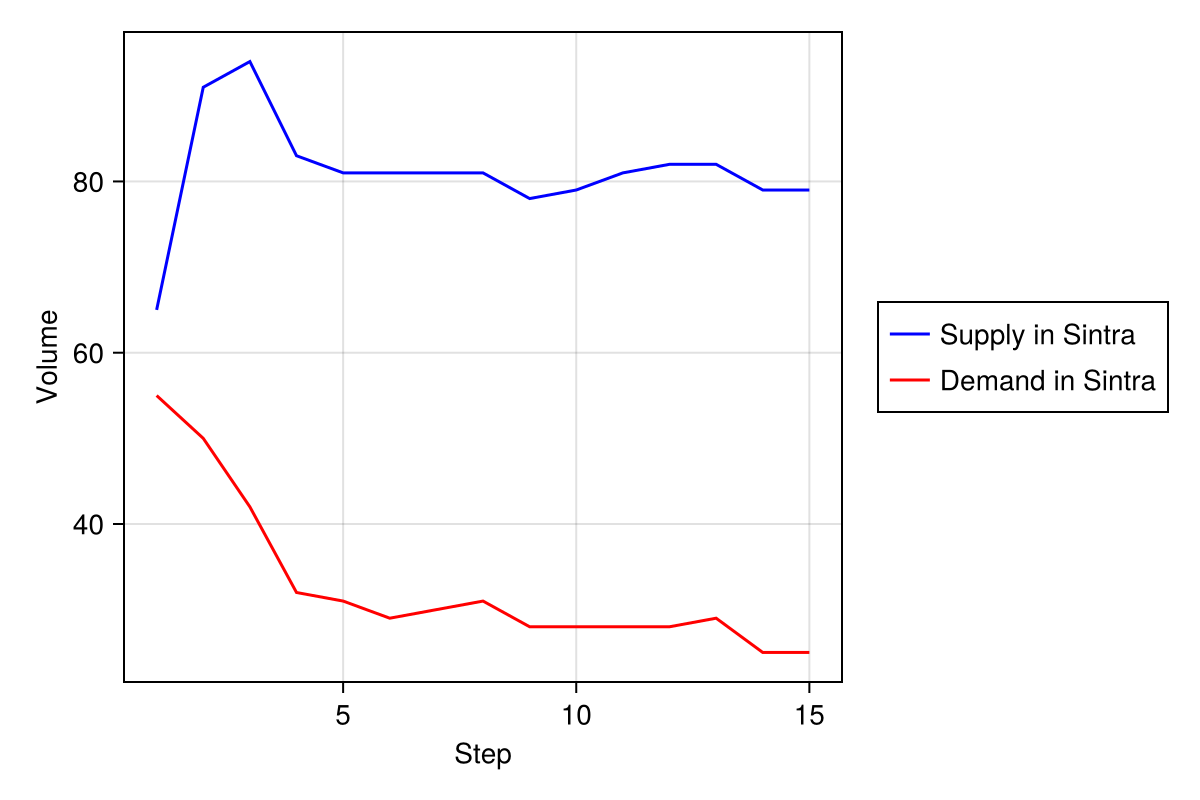 80
60
40
Volume
5 10 15
Step
Supply in Sintra
Demand in Sintra